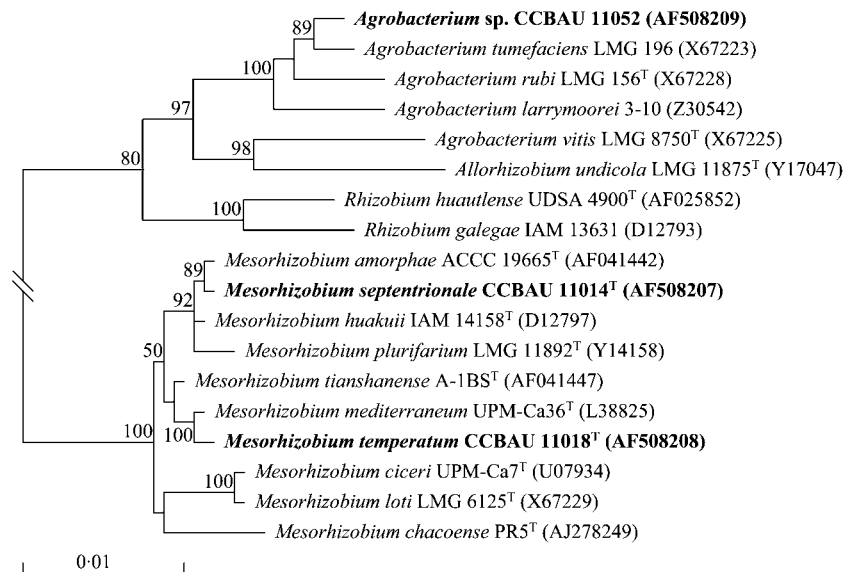 89
Agrobacterium sp. CCBAU 11052 (AF508209)
Agrobacterium tumefaciens LMG 196 (X67223)
100
Agrobacterium rubi LMG 156ᵀ (X67228)
97
Agrobacterium larrymoorei 3-10 (Z30542)
Agrobacterium vitis LMG 8750ᵀ (X67225)
98
80
Allorhizobium undicola LMG 11875ᵀ (Y17047)
Rhizobium huautlense UDSA 4900ᵀ (AF025852)
100
Rhizobium galegae IAM 13631 (D12793)
Mesorhizobium amorphae ACCC 19665ᵀ (AF041442)
89
Mesorhizobium septentrionale CCBAU 11014ᵀ (AF508207)
92
Mesorhizobium huakuii IAM 14158ᵀ (D12797)
50
Mesorhizobium plurifarium LMG 11892ᵀ (Y14158)
Mesorhizobium tianshanense A-1BSᵀ (AF041447)
Mesorhizobium mediterraneum UPM-Ca36ᵀ (L38825)
100
100
Mesorhizobium temperatum CCBAU 11018ᵀ (AF508208)
Mesorhizobium ciceri UPM-Ca7ᵀ (U07934)
100
Mesorhizobium loti LMG 6125ᵀ (X67229)
Mesorhizobium chacoense PR5ᵀ (AJ278249)
0·01